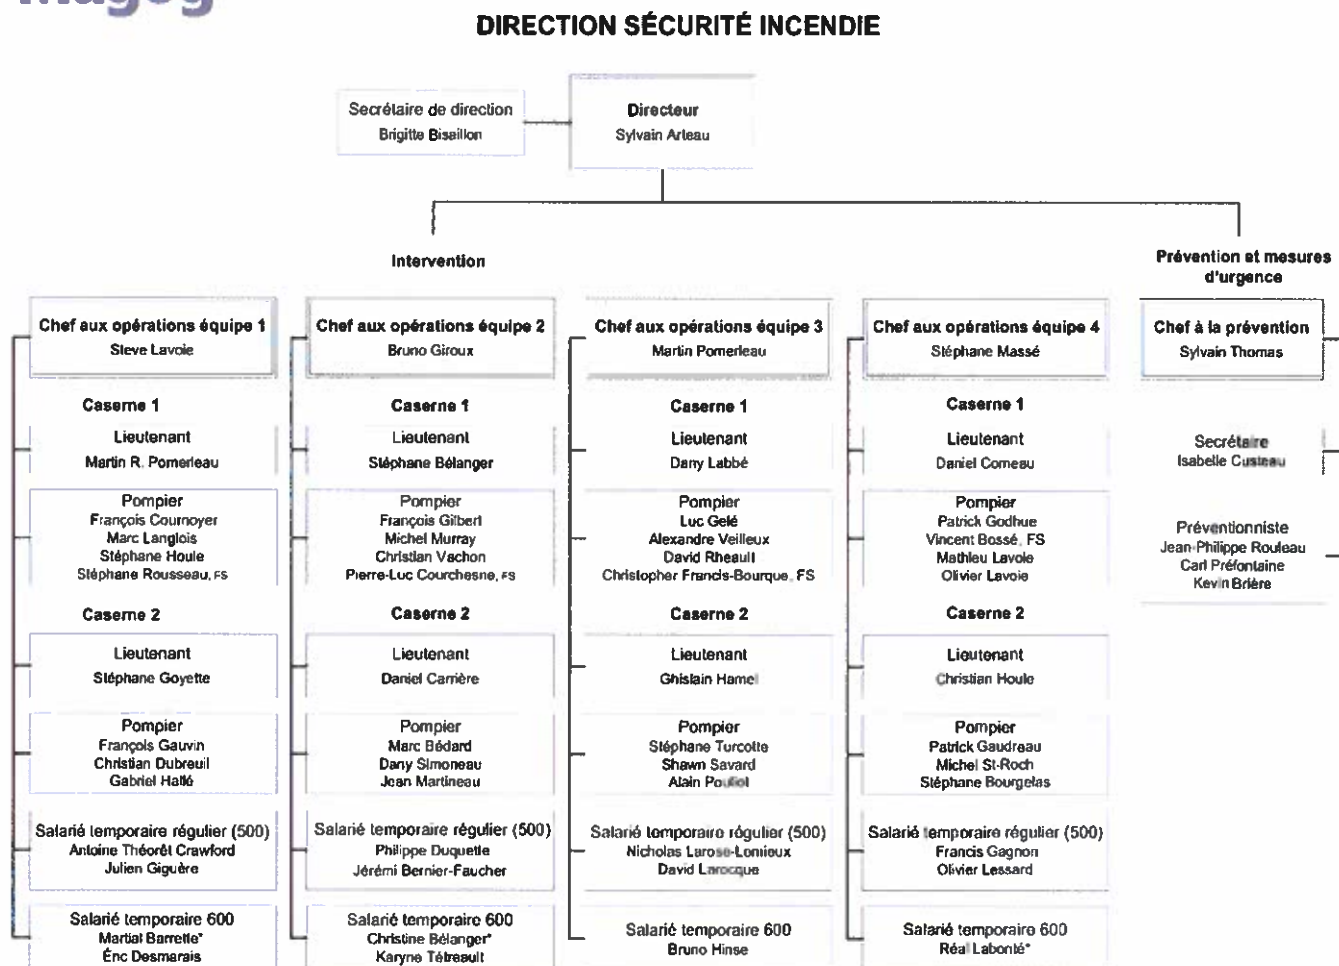 magog
DIRECTION SÉCURITÉ INCENDIE
Secrétaire de direction
Brigitte Bisaillon
Directeur
Sylvain Arteau
Intervention
Prévention et mesures
d'urgence
Chef aux opérations équipe 1
Steve Lavoie
Caserne 1
Lieutenant
Martin R. Pomerleau
Pompier
François Cournoyer
Marc Langlois
Stéphane Houle
Stéphane Rousseau, FS
Caserne 2
Lieutenant
Stéphane Goyette
Pompier
François Gauvin
Christian Dubreuil
Gabriel Hallé
Salarié temporaire régulier (500)
Antoine Théorêt Crawford
Julien Giguère
Salarié temporaire 600
Martial Barrette*
Éric Desmarais
Chef aux opérations équipe 2
Bruno Giroux
Caserne 1
Lieutenant
Stéphane Bélanger
Pompier
François Gilbert
Michel Murray
Christian Vachon
Pierre-Luc Courchesne, FS
Caserne 2
Lieutenant
Daniel Carrière
Pompier
Marc Bédard
Dany Simoneau
Jean Martineau
Salarié temporaire régulier (500)
Philippe Duquette
Jérémi Bernier-Faucher
Salarié temporaire 600
Christine Bélanger*
Karyne Tétreault
Chef aux opérations équipe 3
Martin Pomerleau
Caserne 1
Lieutenant
Dany Labbé
Pompier
Luc Gelé
Alexandre Veilleux
David Rheault
Christopher Francis-Bourque, FS
Caserne 2
Lieutenant
Ghislain Hamel
Pompier
Stéphane Turcotte
Shawn Savard
Alain Pouliot
Salarié temporaire régulier (500)
Nicholas Larose-Lemieux
David Larocque
Salarié temporaire 600
Bruno Hinse
Chef aux opérations équipe 4
Stéphane Massé
Caserne 1
Lieutenant
Daniel Comeau
Pompier
Patrick Godhue
Vincent Bossé, FS
Mathieu Lavoie
Olivier Lavoie
Caserne 2
Lieutenant
Christian Houle
Pompier
Patrick Gaudreau
Michel St-Roch
Stéphane Bourgelas
Salarié temporaire régulier (500)
Francis Gagnon
Olivier Lessard
Salarié temporaire 600
Réal Labonté*
Chef à la prévention
Sylvain Thomas
Secrétaire
Isabelle Custeau
Préventionniste
Jean-Philippe Rouleau
Carl Préfontaine
Kevin Brière